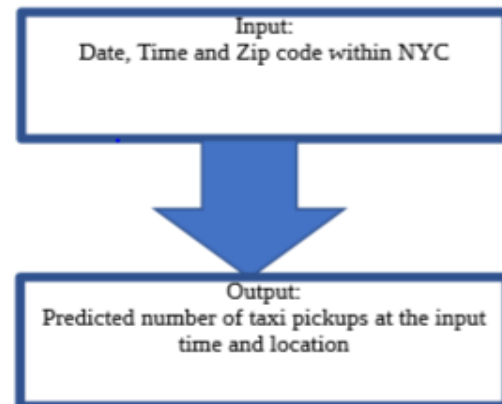 Input:
Date, Time and Zip code within NYC
Output:
Predicted number of taxi pickups at the input
time and location